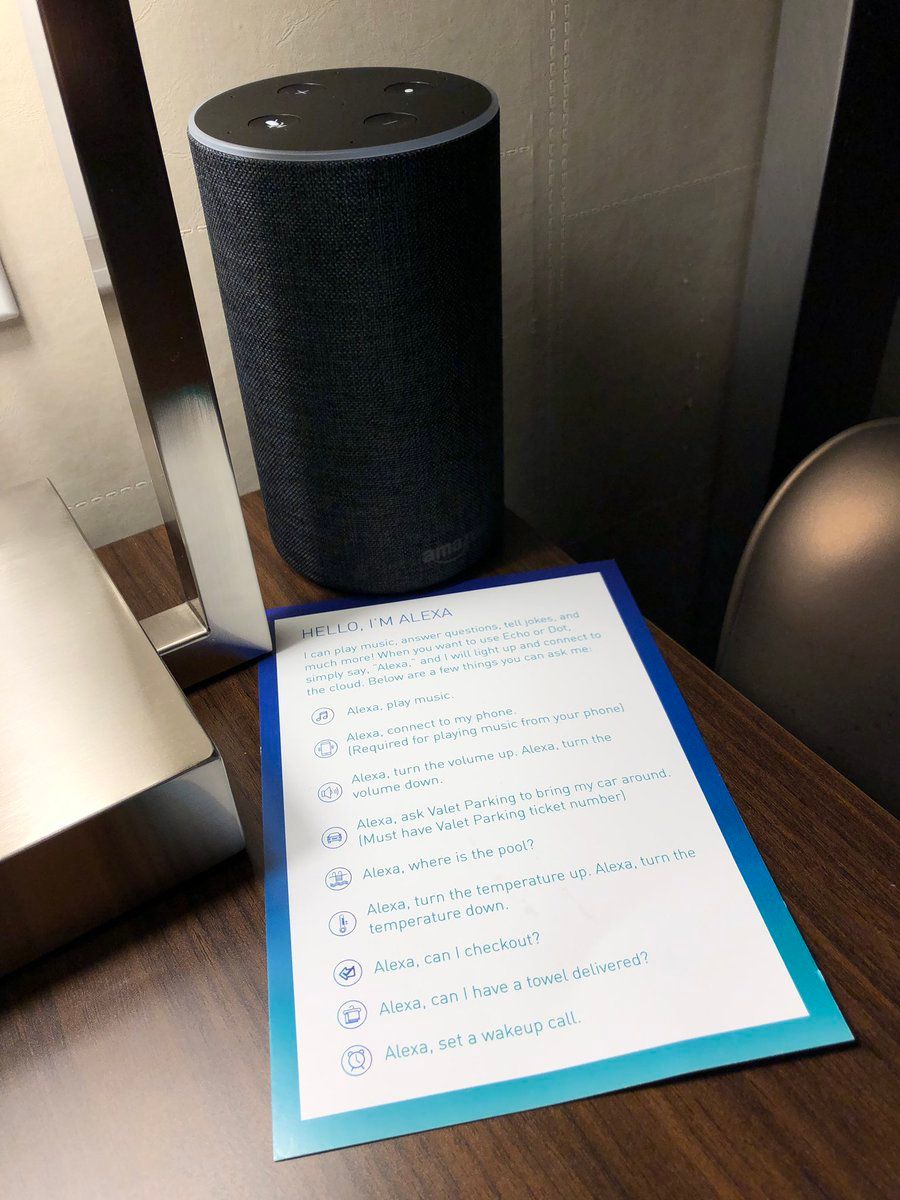 amazon
HELLO, I'M ALEXA
I can play music, answer questions, tell jokes, and
much more! When you want to use Echo or Dot,
simply say, "Alexa," and I will light up and connect to
the cloud. Below are a few things you can ask me:
Alexa, play music.
Alexa, connect to my phone.
(Required for playing music from your phone)
Alexa, turn the volume up. Alexa, turn the
volume down.
Alexa, ask Valet Parking to bring my car around.
(Must have Valet Parking ticket number)
Alexa, where is the pool?
Alexa, turn the temperature up. Alexa, turn the
temperature down.
Alexa, can I checkout?
Alexa, can I have a towel delivered?
Alexa, set a wakeup call.